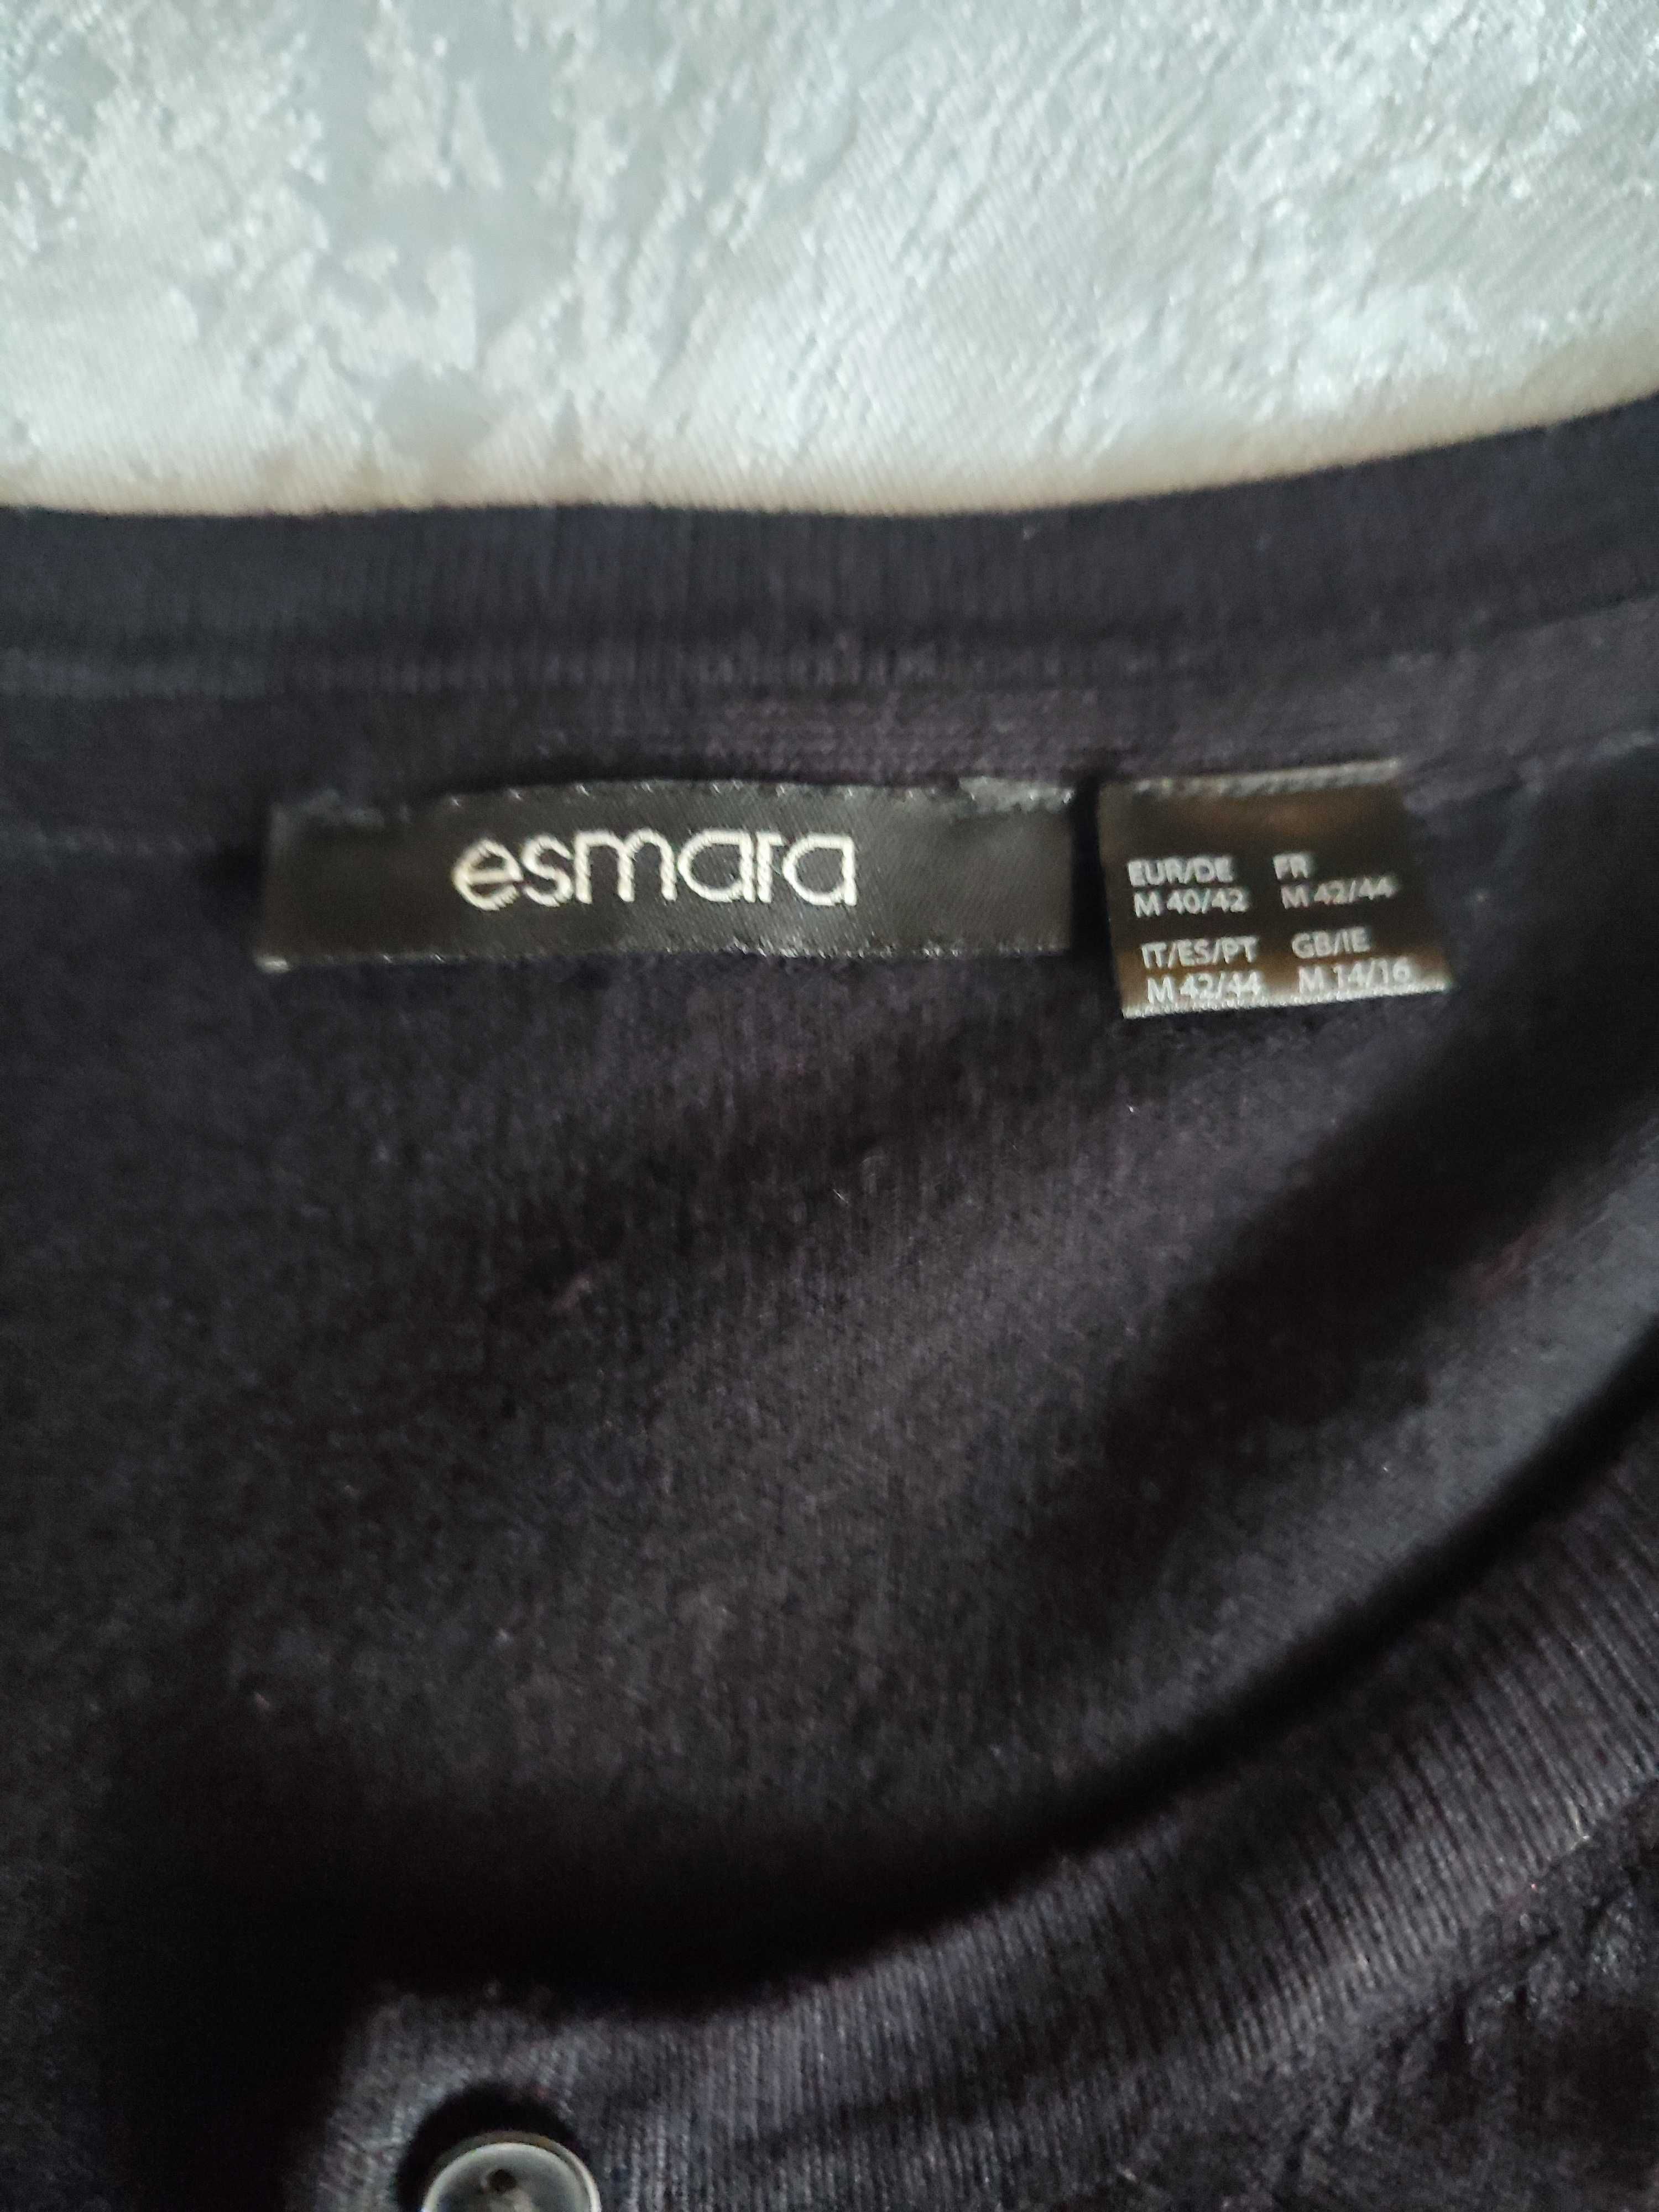 esmara
EUR/DE FR
M 40/42 M 42/44
IT/ES/PT GB/IE
M 42/44 M 14/16